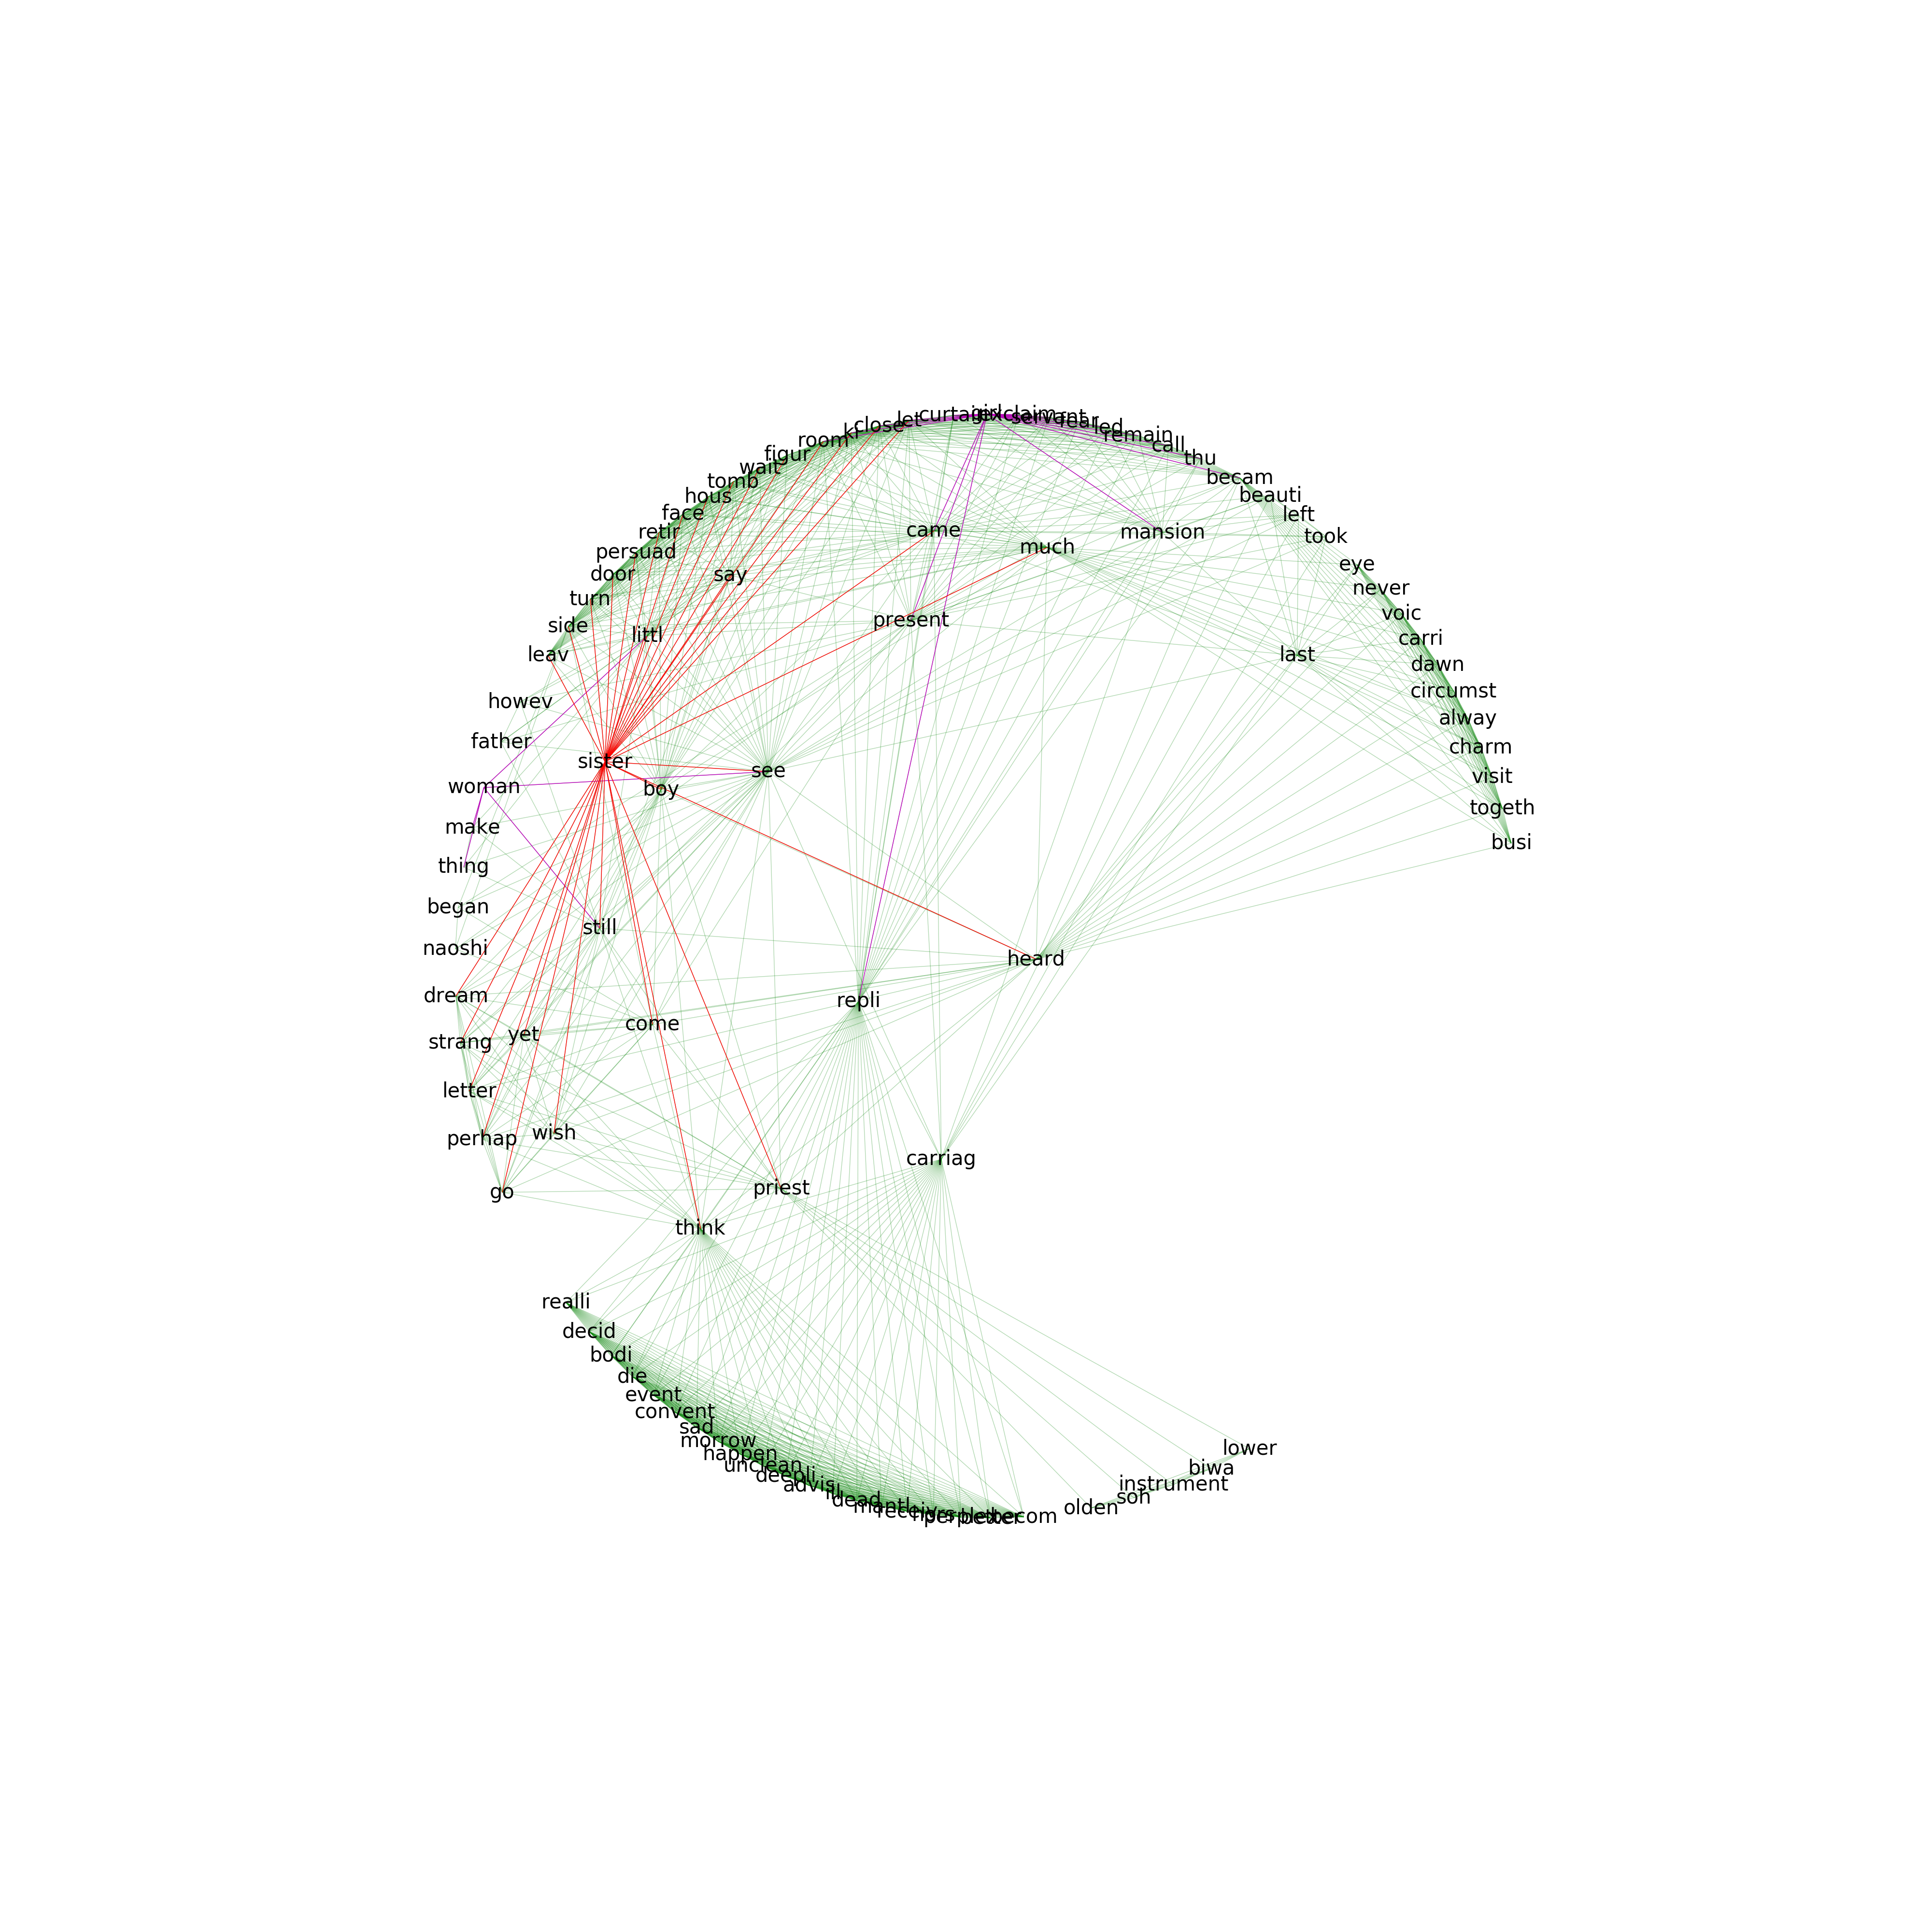 curtain
girl
exclaim
servant
fear
led
let
close
remain
ki
room
call
figur
thu
wait
becam
tomb
beauti
hous
left
face
came
retir
mansion
took
much
persuad
eye
door
say
never
turn
voic
present
side
littl
carri
leav
last
dawn
circumst
howev
alway
father
charm
sister
see
visit
woman
boy
togeth
make
busi
thing
began
still
naoshi
heard
dream
repli
come
yet
strang
letter
wish
perhap
carriag
priest
go
think
realli
decid
bodi
die
event
convent
sad
morrow
lower
happen
unclean
biwa
deepli
instrument
advis
ill
soh
dead
mantl
olden
receiv
perplex
better
becom